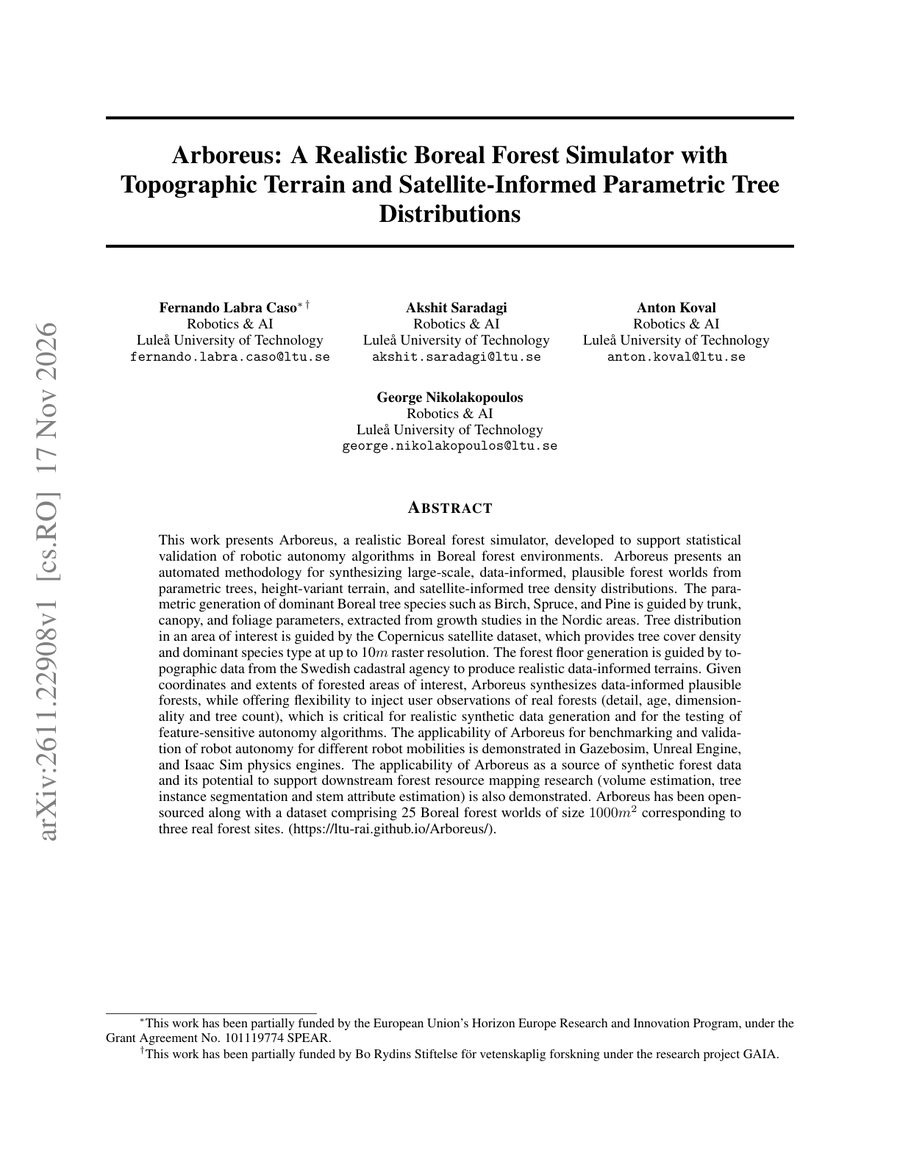 Arboreus: A Realistic Boreal Forest Simulator with
Topographic Terrain and Satellite-Informed Parametric Tree
Distributions
Fernando Labra Caso*†
Robotics & AI
Luleå University of Technology
fernando.labra.caso@ltu.se
Akshit Saradagi
Robotics & AI
Luleå University of Technology
akshit.saradagi@ltu.se
Anton Koval
Robotics & AI
Luleå University of Technology
anton.koval@ltu.se
George Nikolakopoulos
Robotics & AI
Luleå University of Technology
george.nikolakopoulos@ltu.se
ABSTRACT
This work presents Arboreus, a realistic Boreal forest simulator, developed to support statistical
validation of robotic autonomy algorithms in Boreal forest environments. Arboreus presents an
automated methodology for synthesizing large-scale, data-informed, plausible forest worlds from
parametric trees, height-variant terrain, and satellite-informed tree density distributions. The para-
metric generation of dominant Boreal tree species such as Birch, Spruce, and Pine is guided by trunk,
canopy, and foliage parameters, extracted from growth studies in the Nordic areas. Tree distribution
in an area of interest is guided by the Copernicus satellite dataset, which provides tree cover density
and dominant species type at up to 10m raster resolution. The forest floor generation is guided by to-
pographic data from the Swedish cadastral agency to produce realistic data-informed terrains. Given
coordinates and extents of forested areas of interest, Arboreus synthesizes data-informed plausible
forests, while offering flexibility to inject user observations of real forests (detail, age, dimension-
ality and tree count), which is critical for realistic synthetic data generation and for the testing of
feature-sensitive autonomy algorithms. The applicability of Arboreus for benchmarking and valida-
tion of robot autonomy for different robot mobilities is demonstrated in Gazebosim, Unreal Engine,
and Isaac Sim physics engines. The applicability of Arboreus as a source of synthetic forest data
and its potential to support downstream forest resource mapping research (volume estimation, tree
instance segmentation and stem attribute estimation) is also demonstrated. Arboreus has been open-
sourced along with a dataset comprising 25 Boreal forest worlds of size 1000m² corresponding to
three real forest sites. (https://ltu-rai.github.io/Arboreus/).
*This work has been partially funded by the European Union's Horizon Europe Research and Innovation Program, under the
Grant Agreement No. 101119774 SPEAR.
†This work has been partially funded by Bo Rydins Stiftelse för vetenskaplig forskning under the research project GAIA.
arXiv:2611.22908v1 [cs.RO] 17 Nov 2026